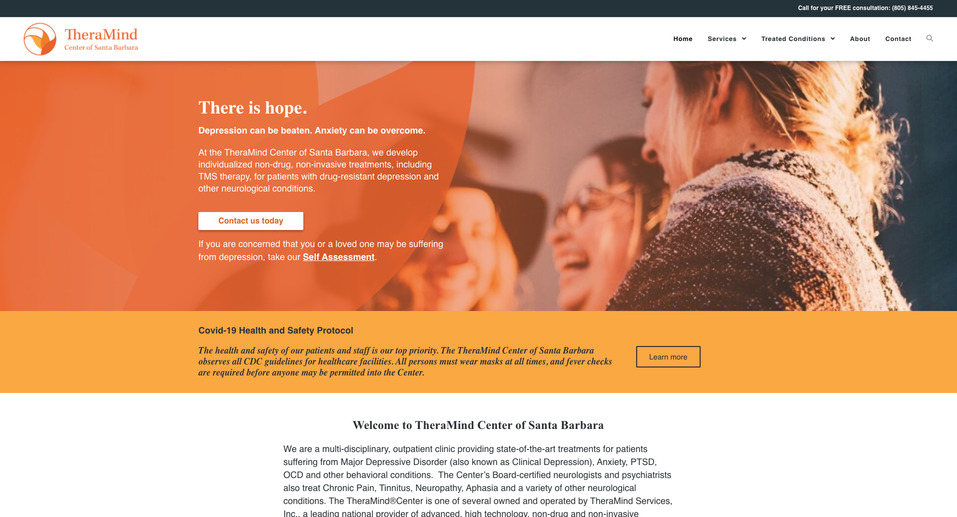 Call for your FREE consultation: (805) 845-4455
TheraMind
Center of Santa Barbara
Home Services Treated Conditions About Contact
There is hope.
Depression can be beaten. Anxiety can be overcome.
At the TheraMind Center of Santa Barbara, we develop
individualized non-drug, non-invasive treatments, including
TMS therapy, for patients with drug-resistant depression and
other neurological conditions.
Contact us today
If you are concerned that you or a loved one may be suffering
from depression, take our Self Assessment.
Covid-19 Health and Safety Protocol
The health and safety of our patients and staff is our top priority. The TheraMind Center of Santa Barbara
observes all CDC guidelines for healthcare facilities. All persons must wear masks at all times, and fever checks
are required before anyone may be permitted into the Center.
Learn more
Welcome to TheraMind Center of Santa Barbara
We are a multi-disciplinary, outpatient clinic providing state-of-the-art treatments for patients
suffering from Major Depressive Disorder (also known as Clinical Depression), Anxiety, PTSD,
OCD and other behavioral conditions. The Center's Board-certified neurologists and psychiatrists
also treat Chronic Pain, Tinnitus, Neuropathy, Aphasia and a variety of other neurological
conditions. The TheraMind®Center is one of several owned and operated by TheraMind Services,
Inc., a leading national provider of advanced, high technology, non-drug and non-invasive